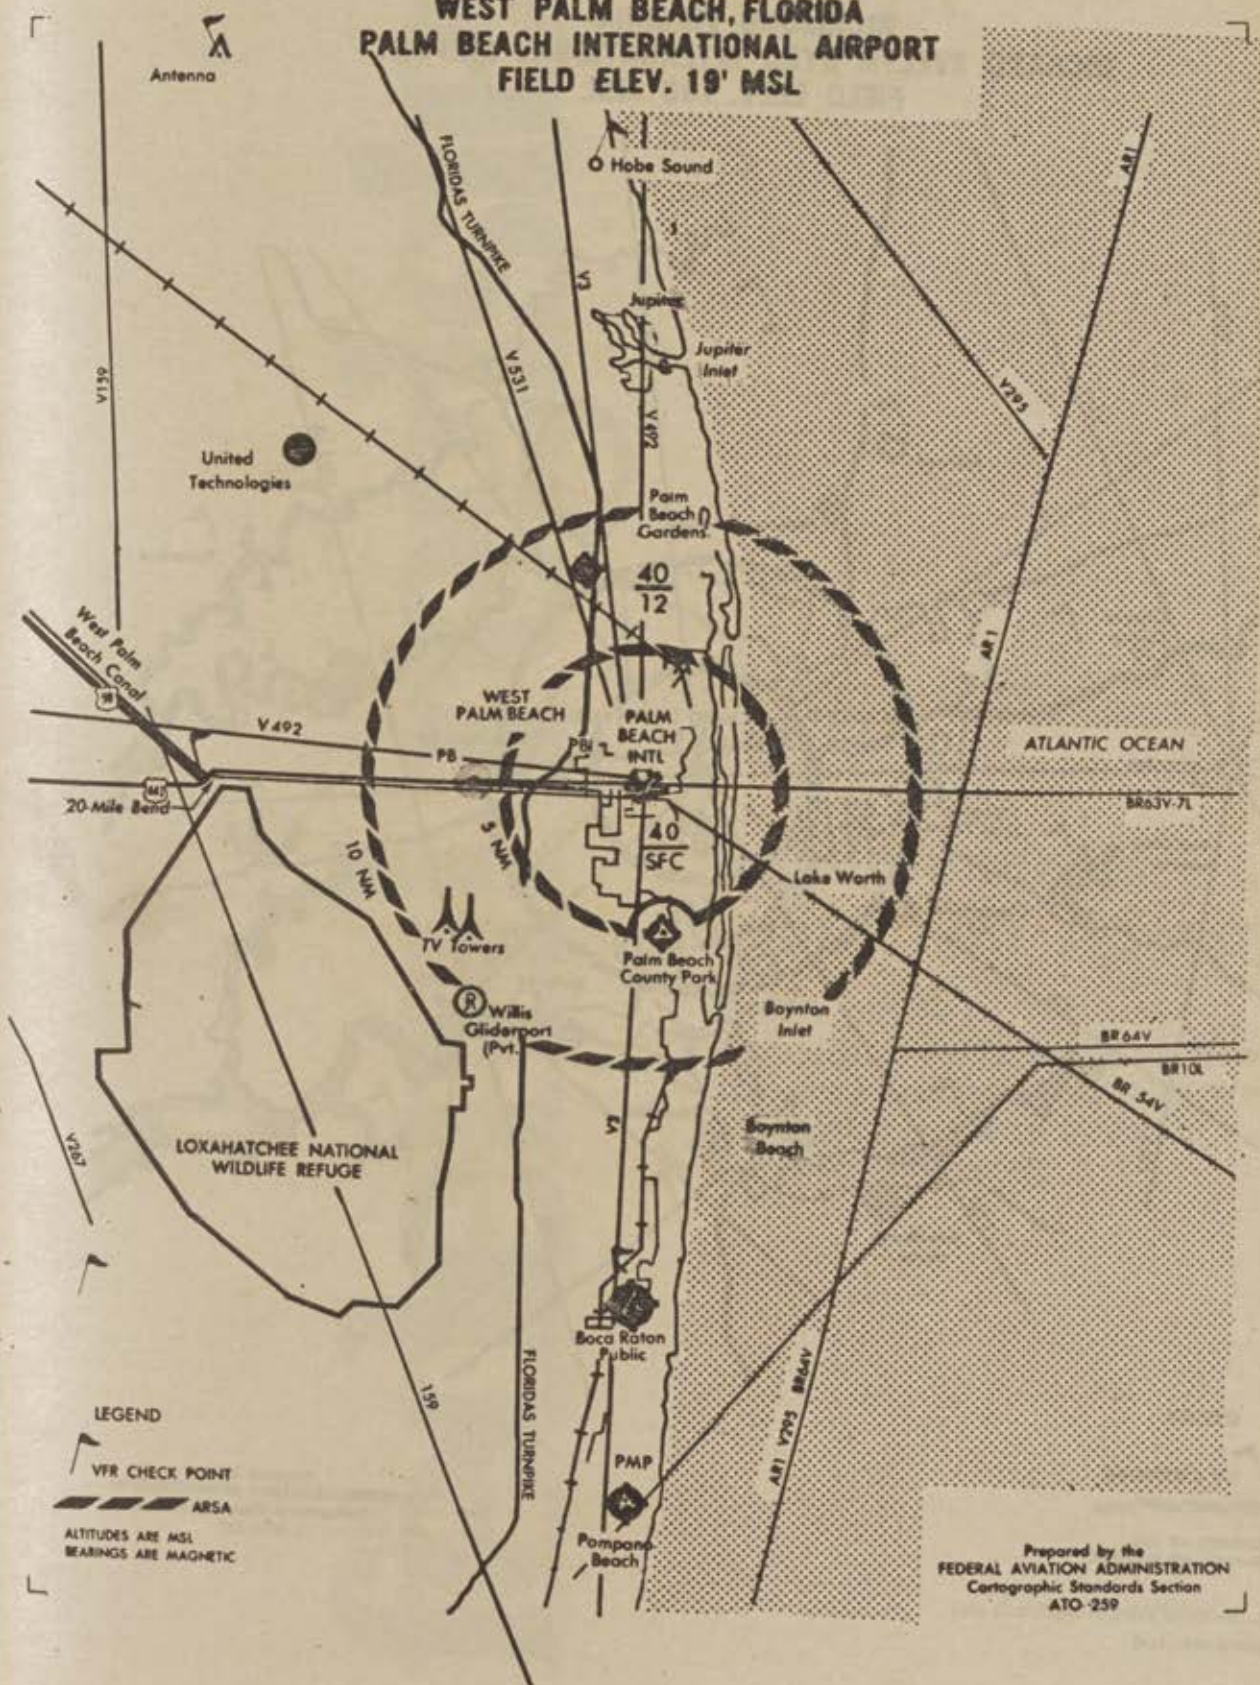 WEST PALM BEACH, FLORIDA
PALM BEACH INTERNATIONAL AIRPORT
FIELD ELEV. 19' MSL
Antenna
FLORIDAS TURNPIKE
Hobe Sound
AR1
V3
Jupiter
Jupiter
Inlet
V159
V531
V492
V295
United
Technologies
Palm
Beach
Gardens
40
12
West Palm
Beach Canal
98
AR1
WEST
PALM BEACH
PALM
BEACH
INTL
PBI
V492
PB
ATLANTIC OCEAN
441
20-Mile Bend
BR63V-7L
5 NM
40
SFC
10 NM
Lake Worth
TV Towers
Palm Beach
County Park
R
Willis
Gliderport
(Pvt.)
Boynton
Inlet
BR64V
BR10L
BR 54V
V3
V267
Boynton
Beach
LOXAHATCHEE NATIONAL
WILDLIFE REFUGE
Boca Raton
Public
159
FLORIDAS TURNPIKE
AR1 V295 BR64V
LEGEND
VFR CHECK POINT
ARSA
ALTITUDES ARE MSL
BEARINGS ARE MAGNETIC
PMP
Pompano
Beach
Prepared by the
FEDERAL AVIATION ADMINISTRATION
Cartographic Standards Section
ATO-259